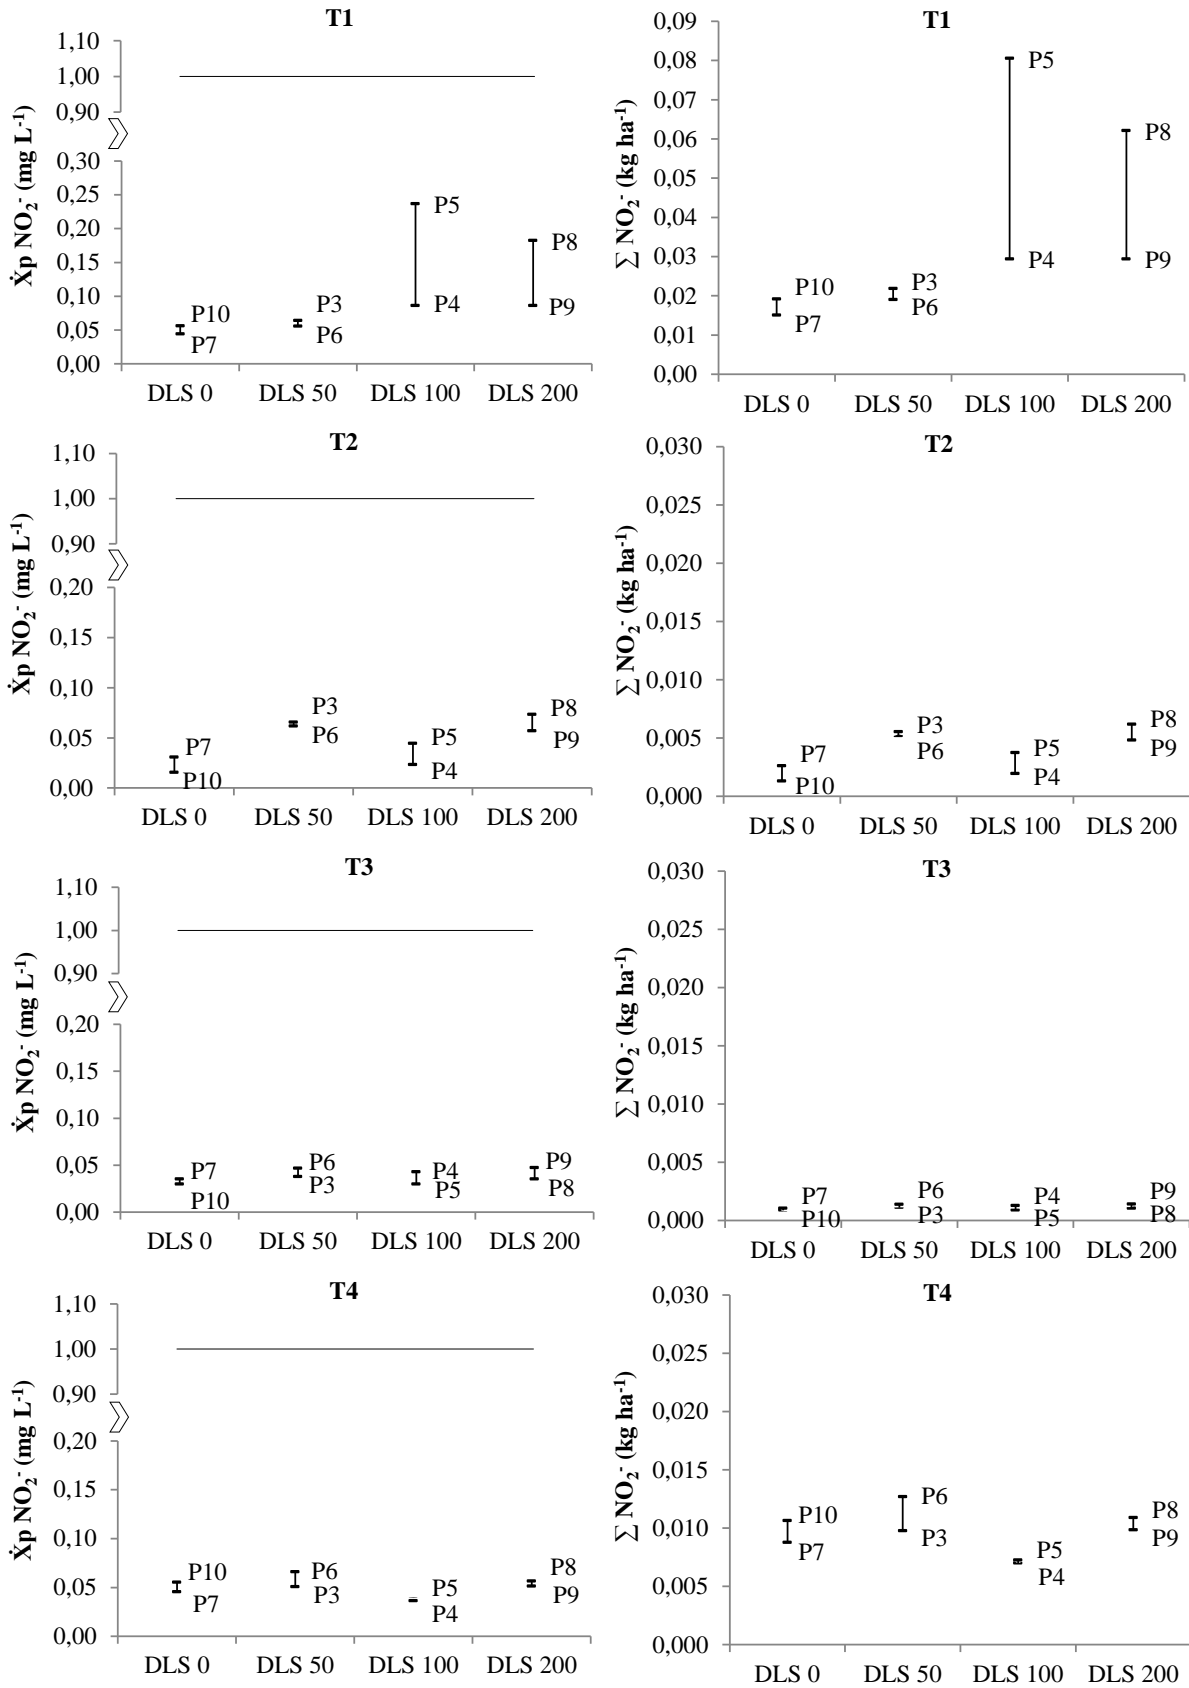 T1
Ẍp NO₂⁻ (mg L⁻¹)
1,10
1,00
0,90
0,30
0,25
0,20
0,15
0,10
0,05
0,00
P10
P7
P3
P6
P5
P4
P8
P9
DLS 0 DLS 50 DLS 100 DLS 200
T1
∑ NO₂⁻ (kg ha⁻¹)
0,09
0,08
0,07
0,06
0,05
0,04
0,03
0,02
0,01
0,00
P10
P7
P3
P6
P5
P4
P8
P9
DLS 0 DLS 50 DLS 100 DLS 200
T2
Ẍp NO₂⁻ (mg L⁻¹)
1,10
1,00
0,90
0,20
0,15
0,10
0,05
0,00
P7
P10
P3
P6
P5
P4
P8
P9
DLS 0 DLS 50 DLS 100 DLS 200
T2
∑ NO₂⁻ (kg ha⁻¹)
0,030
0,025
0,020
0,015
0,010
0,005
0,000
P7
P10
P3
P6
P5
P4
P8
P9
DLS 0 DLS 50 DLS 100 DLS 200
T3
Ẍp NO₂⁻ (mg L⁻¹)
1,10
1,00
0,90
0,20
0,15
0,10
0,05
0,00
P7
P10
P6
P3
P4
P5
P9
P8
DLS 0 DLS 50 DLS 100 DLS 200
T3
∑ NO₂⁻ (kg ha⁻¹)
0,030
0,025
0,020
0,015
0,010
0,005
0,000
P7
P10
P6
P3
P4
P5
P9
P8
DLS 0 DLS 50 DLS 100 DLS 200
T4
Ẍp NO₂⁻ (mg L⁻¹)
1,10
1,00
0,90
0,20
0,15
0,10
0,05
0,00
P10
P7
P6
P3
P5
P4
P8
P9
DLS 0 DLS 50 DLS 100 DLS 200
T4
∑ NO₂⁻ (kg ha⁻¹)
0,030
0,025
0,020
0,015
0,010
0,005
0,000
P10
P7
P6
P3
P5
P4
P8
P9
DLS 0 DLS 50 DLS 100 DLS 200